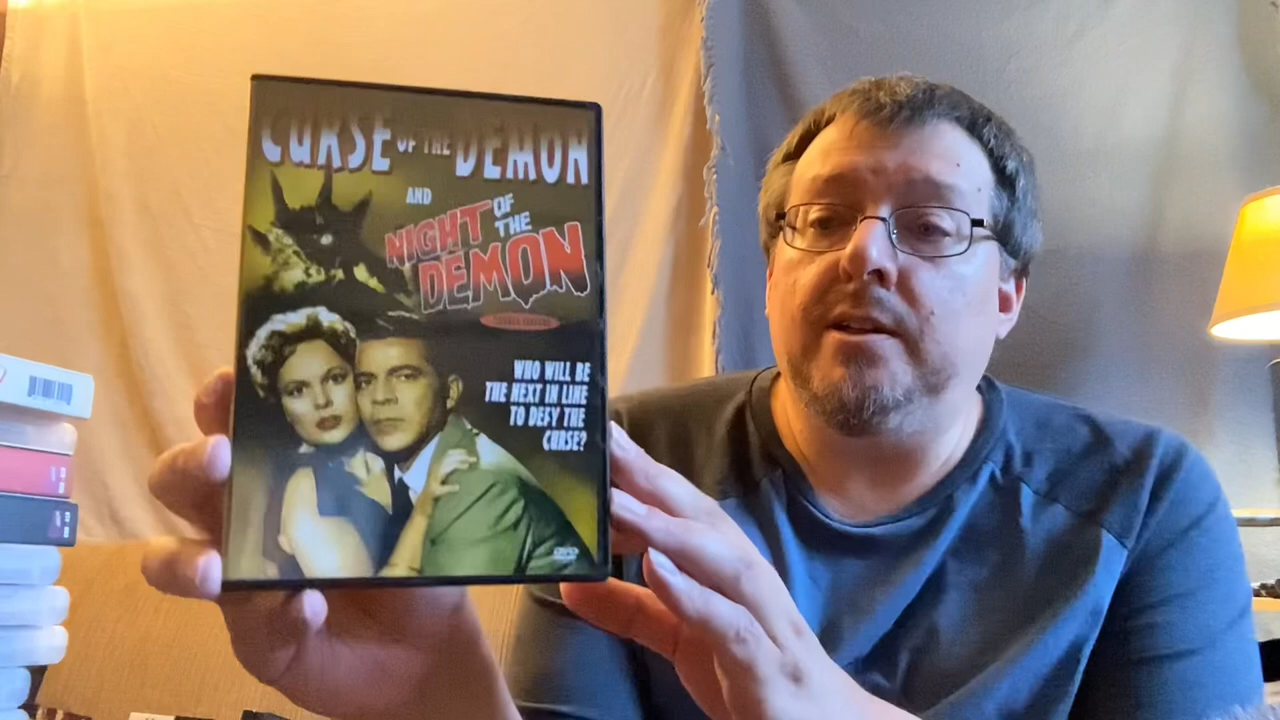 CURSE OF THE DEMON
AND
NIGHT OF THE DEMON
WHO WILL BE
THE NEXT IN LINE
TO DEFY THE
CURSE?
DVD